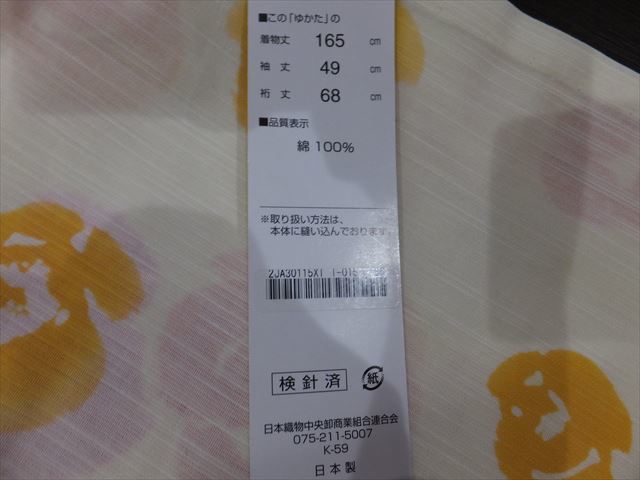 ■この「ゆかた」の
着物丈 165 cm
袖丈 49 cm
裄丈 68 cm
■品質表示
綿 100%
※取り扱い方法は、
本体に縫い込んでおります。
2JA30115XT
検針済
紙
日本織物中央卸商業組合連合会
075-211-5007
K-59
日本製